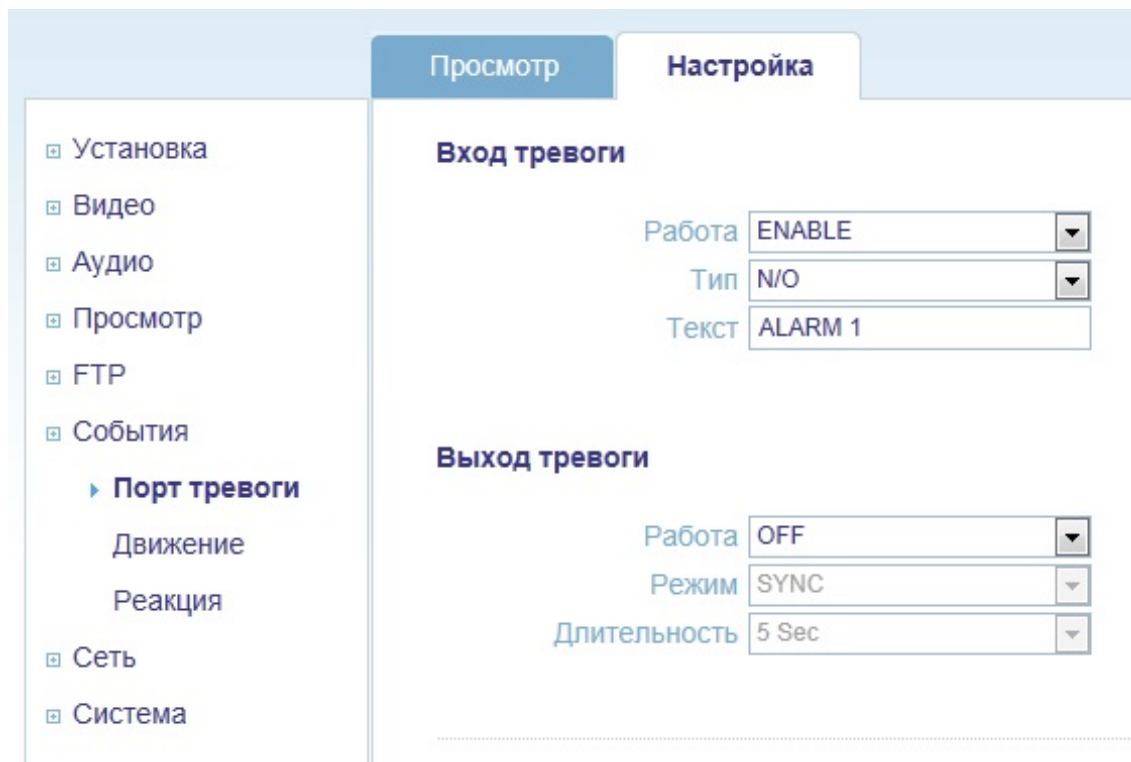 Просмотр
Настройка
Установка
Видео
Аудио
Просмотр
FTP
События
Порт тревоги
Движение
Реакция
Сеть
Система
Вход тревоги
Работа ENABLE
Тип N/O
Текст ALARM 1
Выход тревоги
Работа OFF
Режим SYNC
Длительность 5 Sec